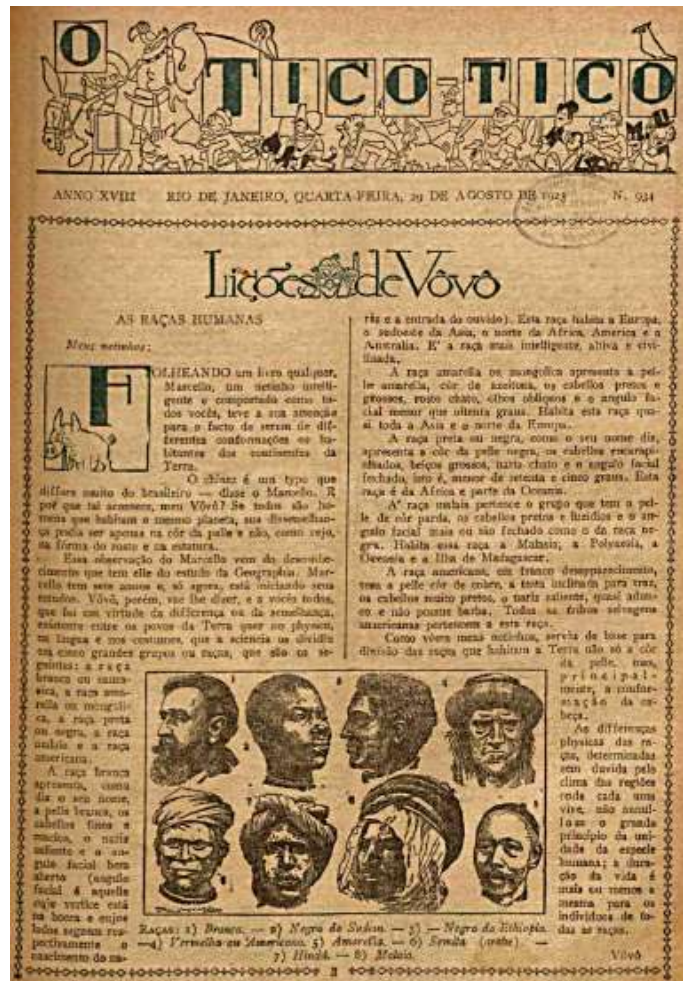 O TICO-TICO
ANNO XVIII RIO DE JANEIRO, QUARTA-FEIRA, 29 DE AGOSTO DE 1923 N. 934
Lições de Vôvô
AS RAÇAS HUMANAS
Meus netinhos:
FOLHEANDO um livro qualquer,
Marcello, um netinho intelli-
gente e comportado como to-
dos vocês, teve a sua attenção
para o facto de serem de dif-
ferentes conformações os ha-
bitantes dos continentes da
Terra.
O chinez é um typo que
differe muito do brasileiro — disse o Marcello. E
por que tal acontece, meu Vôvô? Se todos são ho-
mens que habitam o mesmo planeta, sua dissemelhan-
ça podia ser apenas na côr da pelle e não, como vejo,
na fórma do rosto e na estatura.
Essa observação do Marcello vem do desconhe-
cimento que tem elle do estudo da Geographia. Mar-
cello tem sete annos e, só agora, está iniciando seus
estudos. Vôvô, porém, vae lhe dizer, e a vocês todos,
que foi em virtude da differença ou da semelhança,
existente entre os povos da Terra quer no physico,
na lingua e nos costumes, que a sciencia os dividiu
em cinco grandes grupos ou raças, que são os se-
guintes: a raça
branca ou cauca-
sica, a raça ama-
rella ou mongoli-
ca, a raça preta
ou negra, a raça
malaia e a raça
americana.
A raça branca
apresenta, como
diz o seu nome,
a pelle branca, os
cabellos finos e
macios, o nariz
saliente e o an-
gulo facial bem
aberto (angulo
facial é aquelle
cujo vertice está
na bocca e cujos
lados seguem res-
pectivamente o
nascimento do na-
riz e a entrada do ouvido). Esta raça habita a Europa,
o sudoeste da Asia, o norte da Africa, America e a
Australia. E' a raça mais intelligente, altiva e civi-
lisada.
A raça amarella ou mongolica apresenta a pel-
le amarella, côr de azeitona, os cabellos pretos e
grossos, rosto chato, olhos obliquos e o angulo fa-
cial menor que oitenta graus. Habita esta raça qua-
si toda a Asia e o norte da Europa.
A raça preta ou negra, como o seu nome diz,
apresenta a côr da pelle negra, os cabellos encarapi-
nhados, beiços grossos, nariz chato e o angulo facial
fechado, isto é, menor de setenta e cinco graus. Esta
raça é da Africa e parte da Oceania.
A' raça malaia pertence o grupo que tem a pel-
le de côr parda, os cabellos pretos e luzidios e o an-
gulo facial mais ou são fechado como o da raça ne-
gra. Habita essa raça a Malasia, a Polynesia, a
Oceania e a Ilha de Madagascar.
A raça americana, em franco desapparecimento,
tem a pelle côr de cobre, a testa inclinada para traz,
os cabellos muito pretos, o nariz saliente, quasi adun-
co e não possue barba. Todas as tribus selvagens
americanas pertencem a esta raça.
Como vêem meus netinhos, serviu de base para
divisão das raças que habitam a Terra não só a côr
da pelle, mas,
principal-
mente, a confor-
mação da ca-
beça.
As differenças
physicas das ra-
ças, determinadas
sem duvida pelo
clima das regiões
onde cada uma
vive, não annul-
lam o grande
principio da uni-
dade da especie
humana; a dura-
ção da vida é
mais ou menos a
mesma para os
individuos de to-
das as raças.
Vôvô
RAÇAS: 1) Branca. — 2) Negro do Sudan. — 3) — Negro da Ethiopia.
— 4) Vermelha ou Americana. 5) Amarella. — 6) Semita (arabe). —
7) Hindú. — 8) Malaia.
3